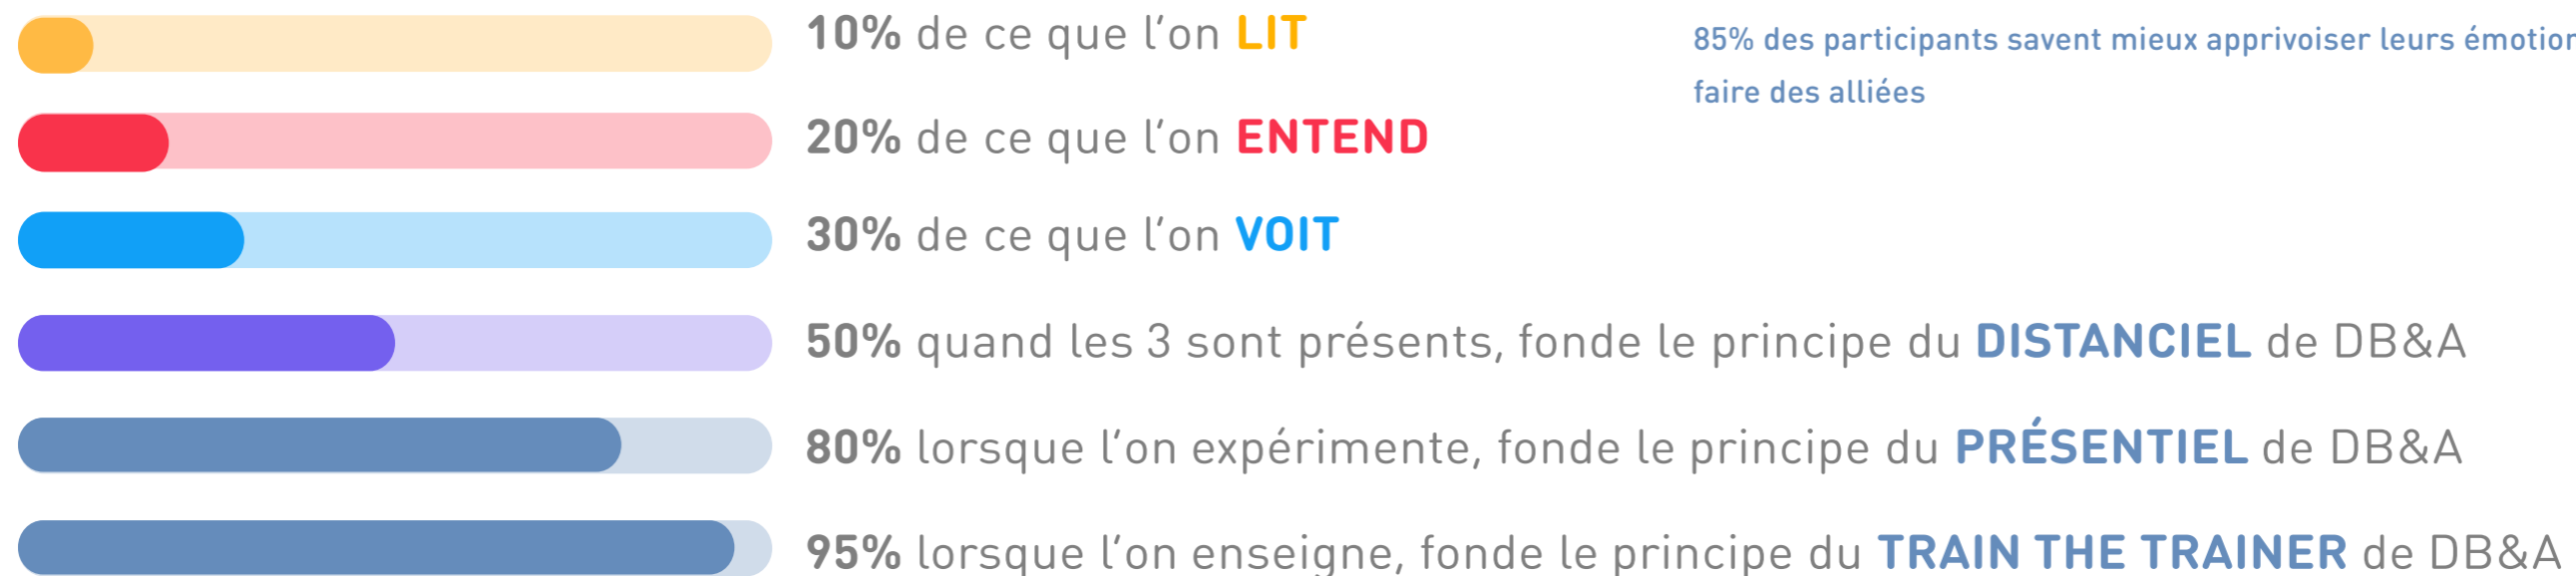 10% de ce que l’on LIT
20% de ce que l’on ENTEND
30% de ce que l’on VOIT
50% quand les 3 sont présents, fonde le principe du DISTANCIEL de DB&A
80% lorsque l’on expérimente, fonde le principe du PRÉSENTIEL de DB&A
95% lorsque l’on enseigne, fonde le principe du TRAIN THE TRAINER de DB&A
85% des participants savent mieux apprivoiser leurs
faire des alliées